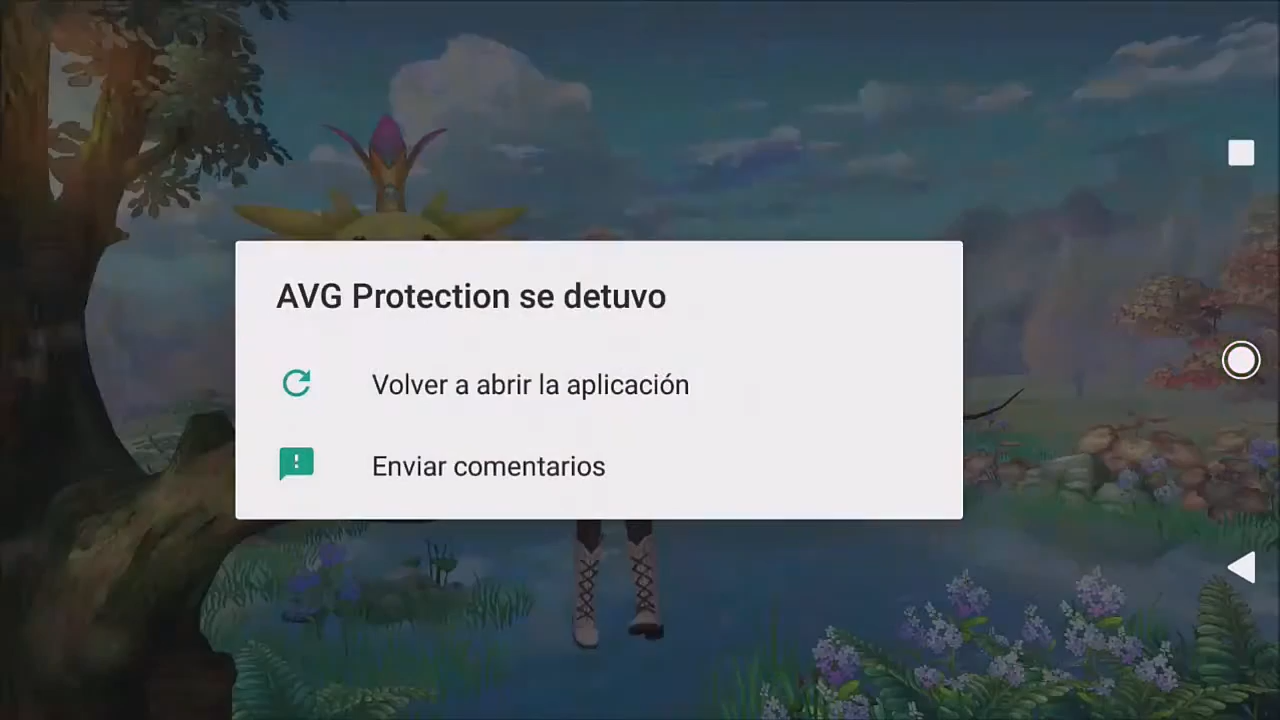 AVG Protection se detuvo
Volver a abrir la aplicación
Enviar comentarios